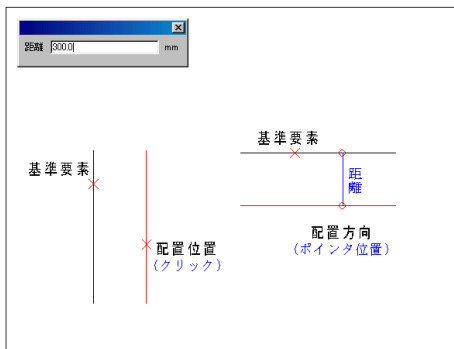 距離 300.0 mm
基準要素
配置位置
(クリック)
基準要素
距離
配置方向
(ポインタ位置)